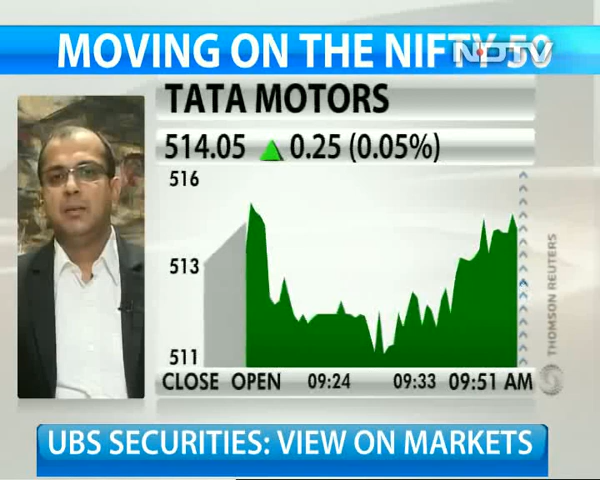 MOVING ON THE NIFTY 50
NDTV
TATA MOTORS
514.05 ▲ 0.25 (0.05%)
516
513
511
CLOSE OPEN 09:24 09:33 09:51 AM
THOMSON REUTERS
UBS SECURITIES: VIEW ON MARKETS